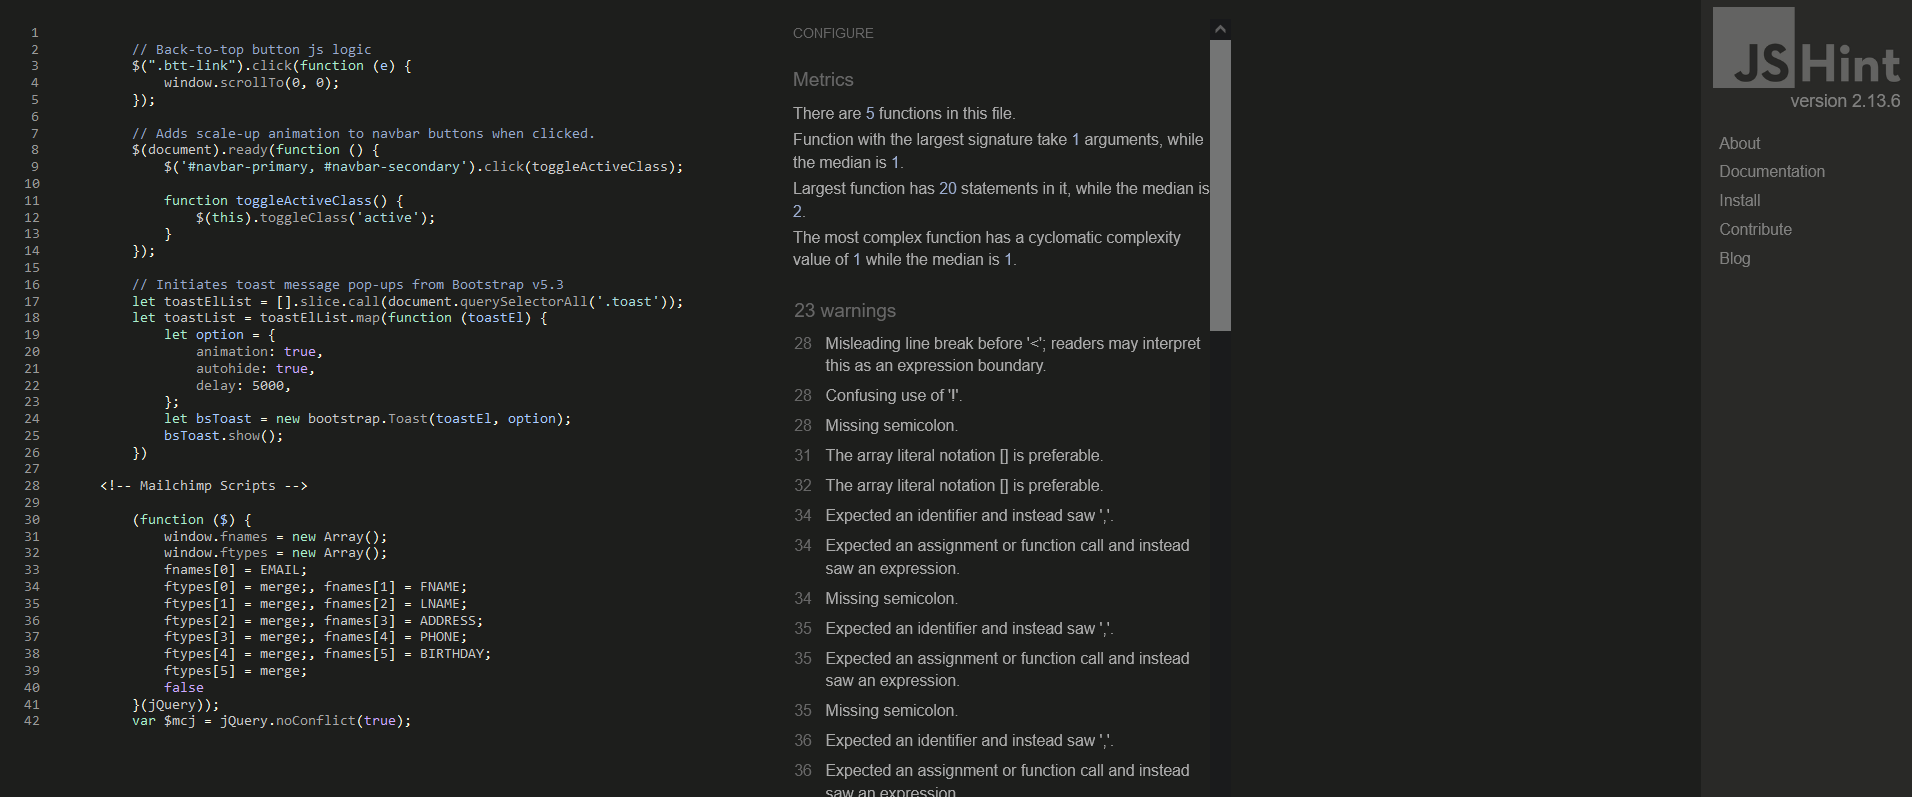 1
2 // Back-to-top button js logic
3 $(".btt-link").click(function (e) {
4 window.scrollTo(0, 0);
5 });
6
7 // Adds scale-up animation to navbar buttons when clicked.
8 $(document).ready(function () {
9 $('#navbar-primary, #navbar-secondary').click(toggleActiveClass);
10
11 function toggleActiveClass() {
12 $(this).toggleClass('active');
13 }
14 });
15
16 // Initiates toast message pop-ups from Bootstrap v5.3
17 let toastElList = [].slice.call(document.querySelectorAll('.toast'));
18 let toastList = toastElList.map(function (toastEl) {
19 let option = {
20 animation: true,
21 autohide: true,
22 delay: 5000,
23 };
24 let bsToast = new bootstrap.Toast(toastEl, option);
25 bsToast.show();
26 })
27
28 <!-- Mailchimp Scripts -->
29
30 (function ($) {
31 window.fnames = new Array();
32 window.ftypes = new Array();
33 fnames[0] = EMAIL;
34 ftypes[0] = merge;, fnames[1] = FNAME;
35 ftypes[1] = merge;, fnames[2] = LNAME;
36 ftypes[2] = merge;, fnames[3] = ADDRESS;
37 ftypes[3] = merge;, fnames[4] = PHONE;
38 ftypes[4] = merge;, fnames[5] = BIRTHDAY;
39 ftypes[5] = merge;
40 false
41 }(jQuery));
42 var $mcj = jQuery.noConflict(true);
CONFIGURE
Metrics
There are 5 functions in this file.
Function with the largest signature take 1 arguments, while
the median is 1.
Largest function has 20 statements in it, while the median is
2.
The most complex function has a cyclomatic complexity
value of 1 while the median is 1.
23 warnings
28 Misleading line break before '<'; readers may interpret
this as an expression boundary.
28 Confusing use of '!'.
28 Missing semicolon.
31 The array literal notation [] is preferable.
32 The array literal notation [] is preferable.
34 Expected an identifier and instead saw ','.
34 Expected an assignment or function call and instead
saw an expression.
34 Missing semicolon.
35 Expected an identifier and instead saw ','.
35 Expected an assignment or function call and instead
saw an expression.
35 Missing semicolon.
36 Expected an identifier and instead saw ','.
36 Expected an assignment or function call and instead
saw an expression.
JSHint
version 2.13.6
About
Documentation
Install
Contribute
Blog